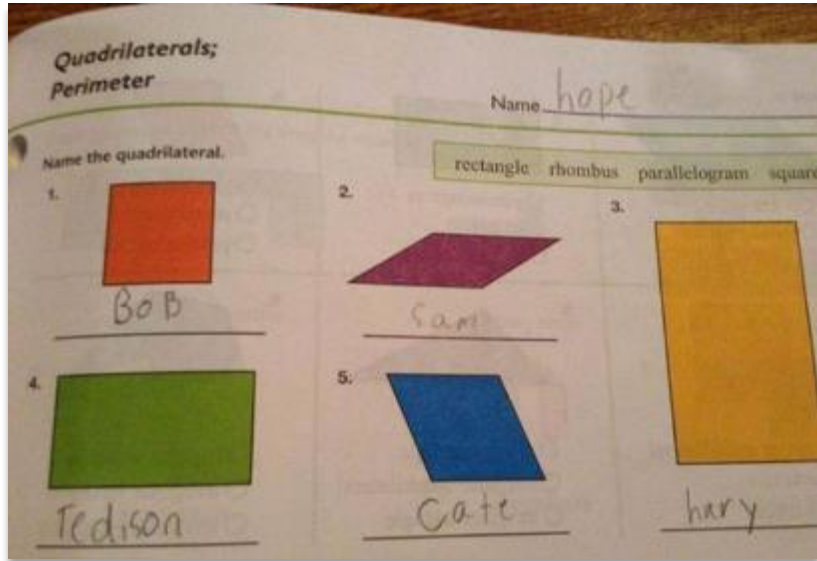 Quadrilaterals;
Perimeter
Name hope
Name the quadrilateral.
rectangle rhombus parallelogram square
1.
2.
3.
BOB
Sam
4.
5.
Tedison
Cate
hary